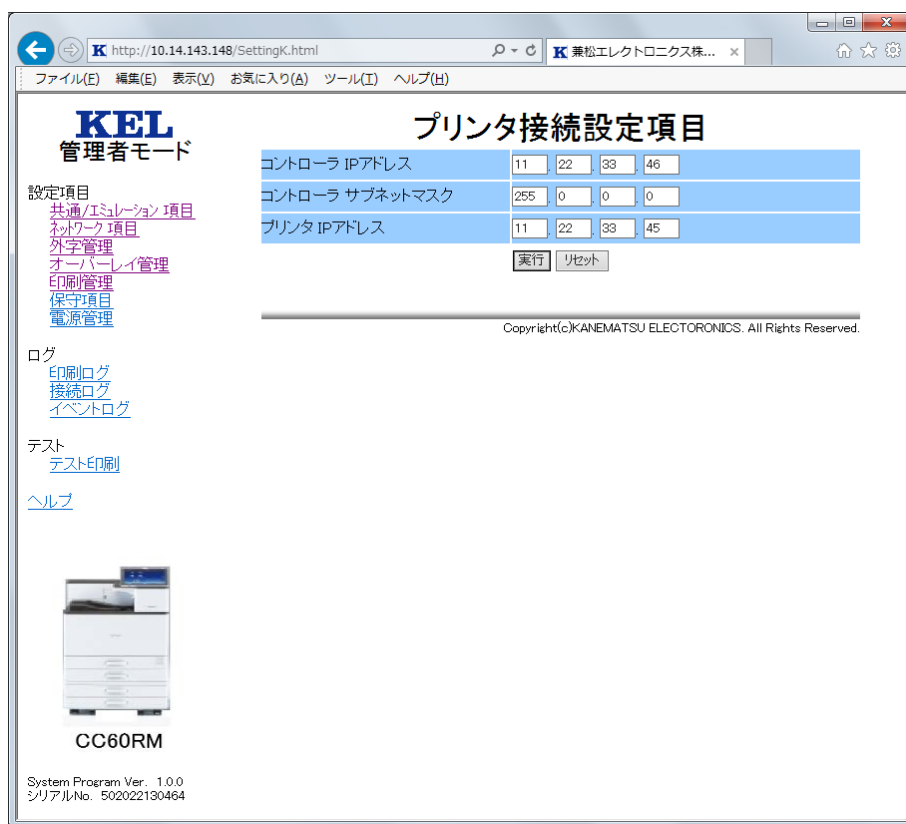 http://10.14.143.148/SettingK.html
K 兼松エレクトロニクス株... ×
ファイル(F) 編集(E) 表示(V) お気に入り(A) ツール(T) ヘルプ(H)
KEL
管理者モード
設定項目
共通/エミュレーション 項目
ネットワーク 項目
外字管理
オーバーレイ管理
印刷管理
保守項目
電源管理
ログ
印刷ログ
接続ログ
イベントログ
テスト
テスト印刷
ヘルプ
CC60RM
System Program Ver. 1.0.0
シリアルNo. 502022130464
プリンタ接続設定項目
コントローラ IPアドレス 11 . 22 . 33 . 46
コントローラ サブネットマスク 255 . 0 . 0 . 0
プリンタ IPアドレス 11 . 22 . 33 . 45
実行 リセット
Copyright(c)KANEMATSU ELECTORONICS. All Rights Reserved.